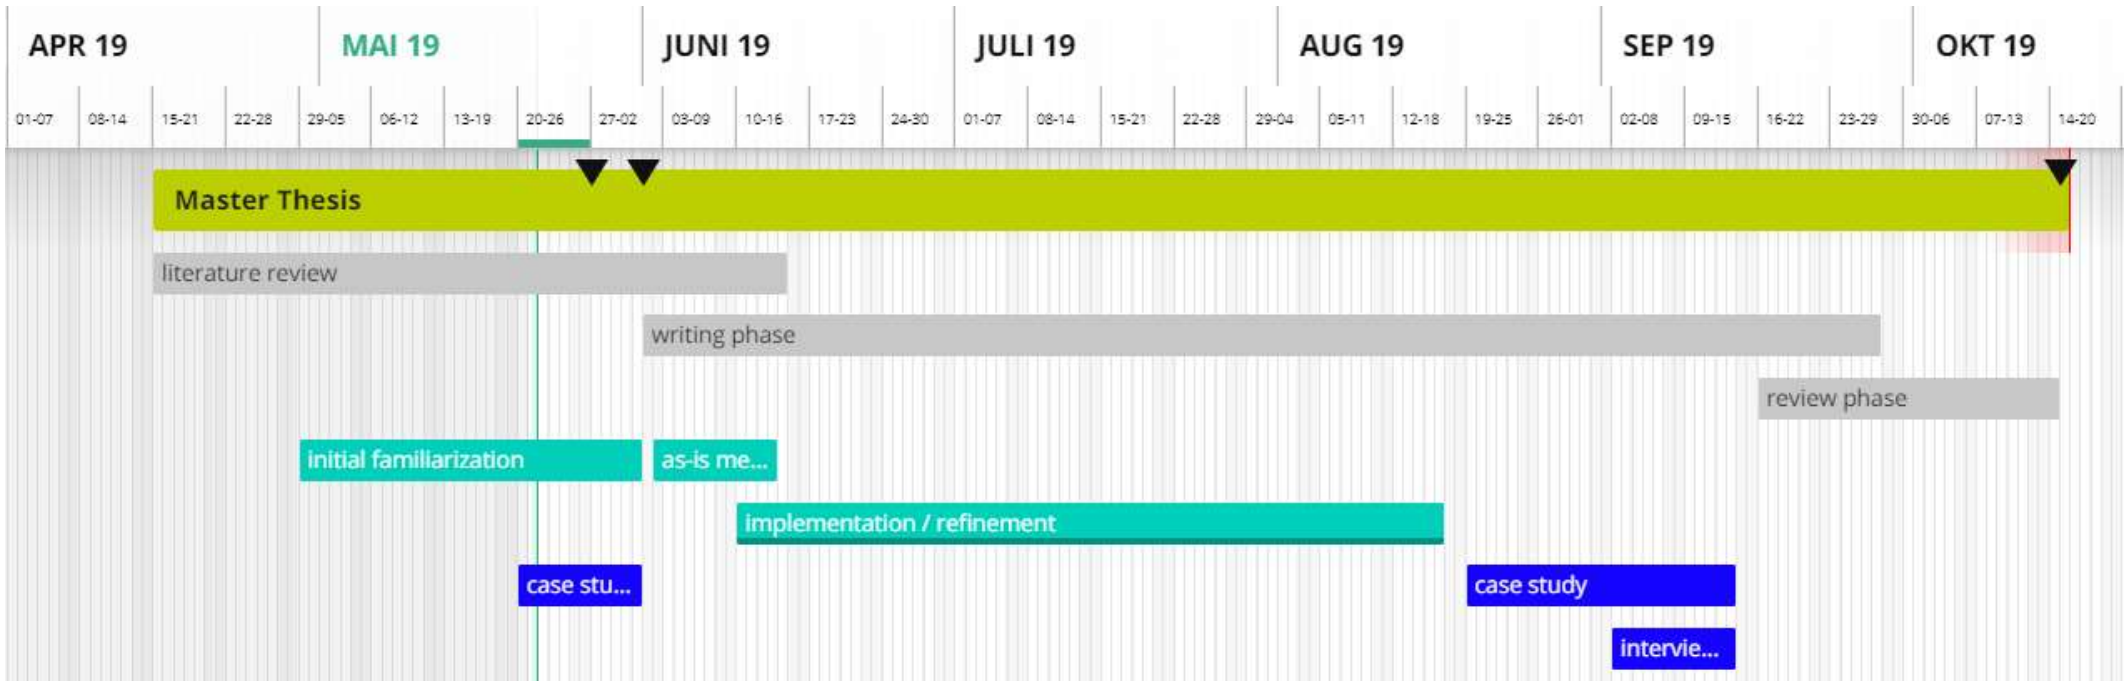 APR 19 MAI 19 JUNI 19 JULI 19 AUG 19 SEP 19 OKT 19
01-07 08-14 15-21 22-28 29-05 06-12 13-19 20-26 27-02 03-09 10-16 17-23 24-30 01-07 08-14 15-21 22-28 29-04 05-11 12-18 19-25 26-01 02-08 09-15 16-22 23-29 30-06 07-13 14-20
Master Thesis
literature review
writing phase
review phase
initial familiarization as-is me...
implementation / refinement
case stu... case study
intervie...